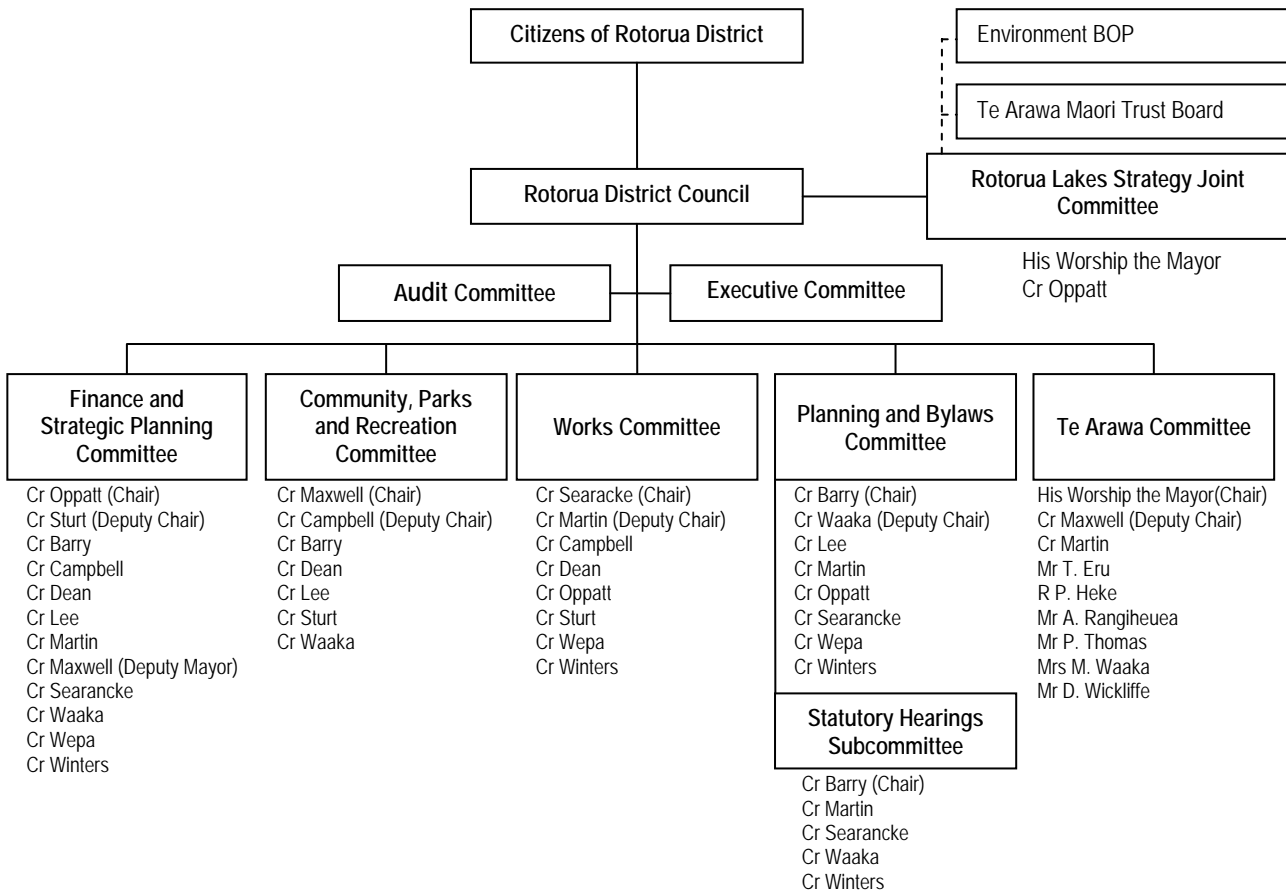 Citizens of Rotorua District
Environment BOP
Te Arawa Maori Trust Board
Rotorua District Council
Rotorua Lakes Strategy Joint
Committee
His Worship the Mayor
Cr Oppatt
Audit Committee
Executive Committee
Finance and
Strategic Planning
Committee
Cr Oppatt (Chair)
Cr Sturt (Deputy Chair)
Cr Barry
Cr Campbell
Cr Dean
Cr Lee
Cr Martin
Cr Maxwell (Deputy Mayor)
Cr Searancke
Cr Waaka
Cr Wepa
Cr Winters
Community, Parks
and Recreation
Committee
Cr Maxwell (Chair)
Cr Campbell (Deputy Chair)
Cr Barry
Cr Dean
Cr Lee
Cr Sturt
Cr Waaka
Works Committee
Cr Searacke (Chair)
Cr Martin (Deputy Chair)
Cr Campbell
Cr Dean
Cr Oppatt
Cr Sturt
Cr Wepa
Cr Winters
Planning and Bylaws
Committee
Cr Barry (Chair)
Cr Waaka (Deputy Chair)
Cr Lee
Cr Martin
Cr Oppatt
Cr Searancke
Cr Wepa
Cr Winters
Statutory Hearings
Subcommittee
Cr Barry (Chair)
Cr Martin
Cr Searancke
Cr Waaka
Cr Winters
Te Arawa Committee
His Worship the Mayor(Chair)
Cr Maxwell (Deputy Chair)
Cr Martin
Mr T. Eru
R P. Heke
Mr A. Rangiheuea
Mr P. Thomas
Mrs M. Waaka
Mr D. Wickliffe